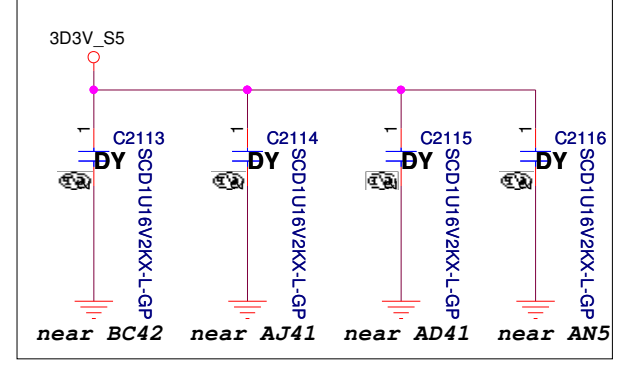 3D3V_S5
1 C2113 DY SCD1U16V2KX-L-GP
1 C2114 DY SCD1U16V2KX-L-GP
1 C2115 DY SCD1U16V2KX-L-GP
1 C2116 DY SCD1U16V2KX-L-GP
near BC42 near AJ41 near AD41 near AN5